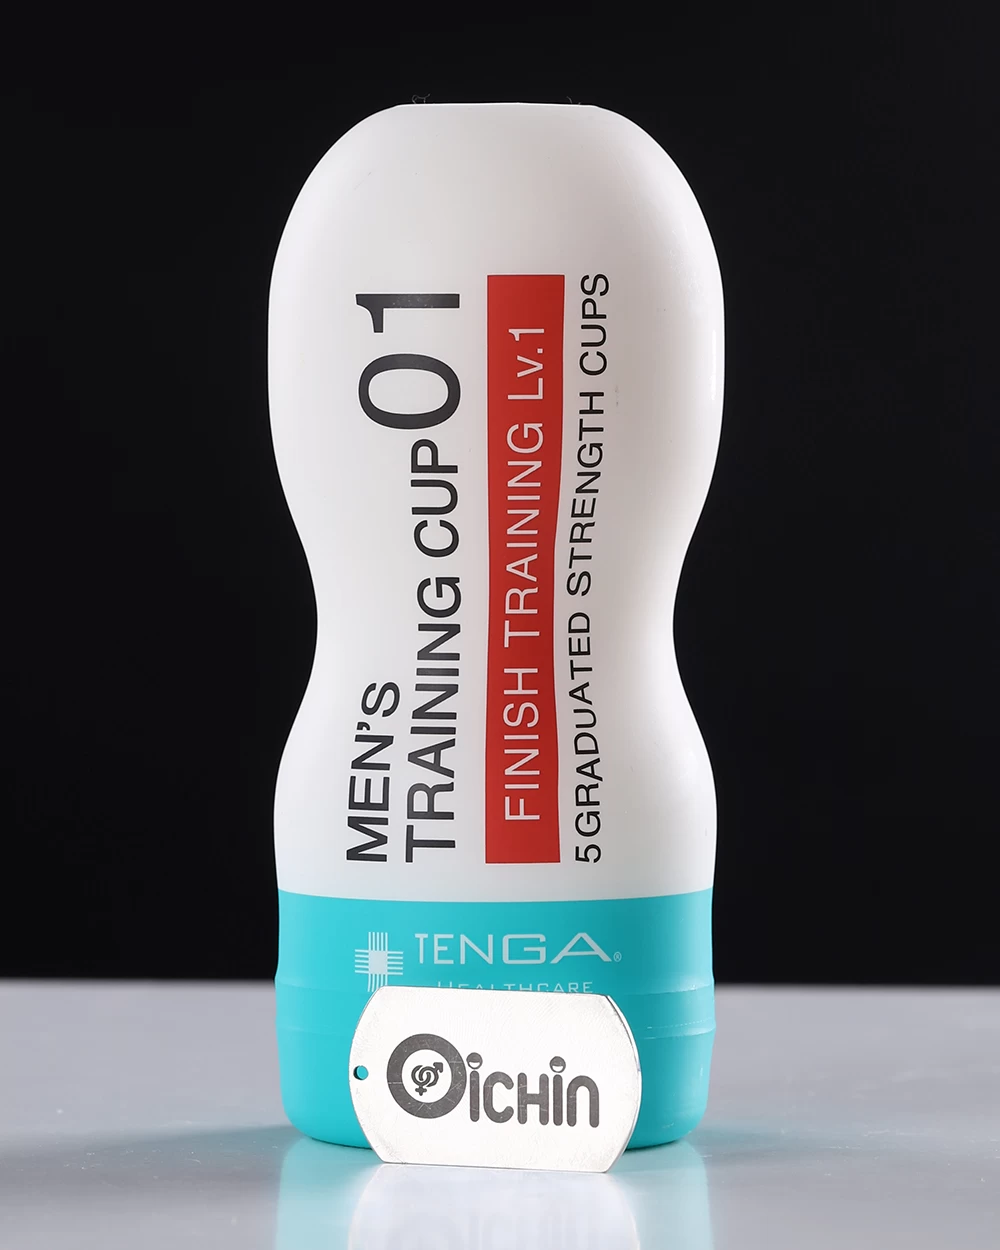 MEN'S
TRAINING CUP 01
FINISH TRAINING Lv.1
5 GRADUATED STRENGTH CUPS
TENGA®
HEALTHCARE
OiCHiN